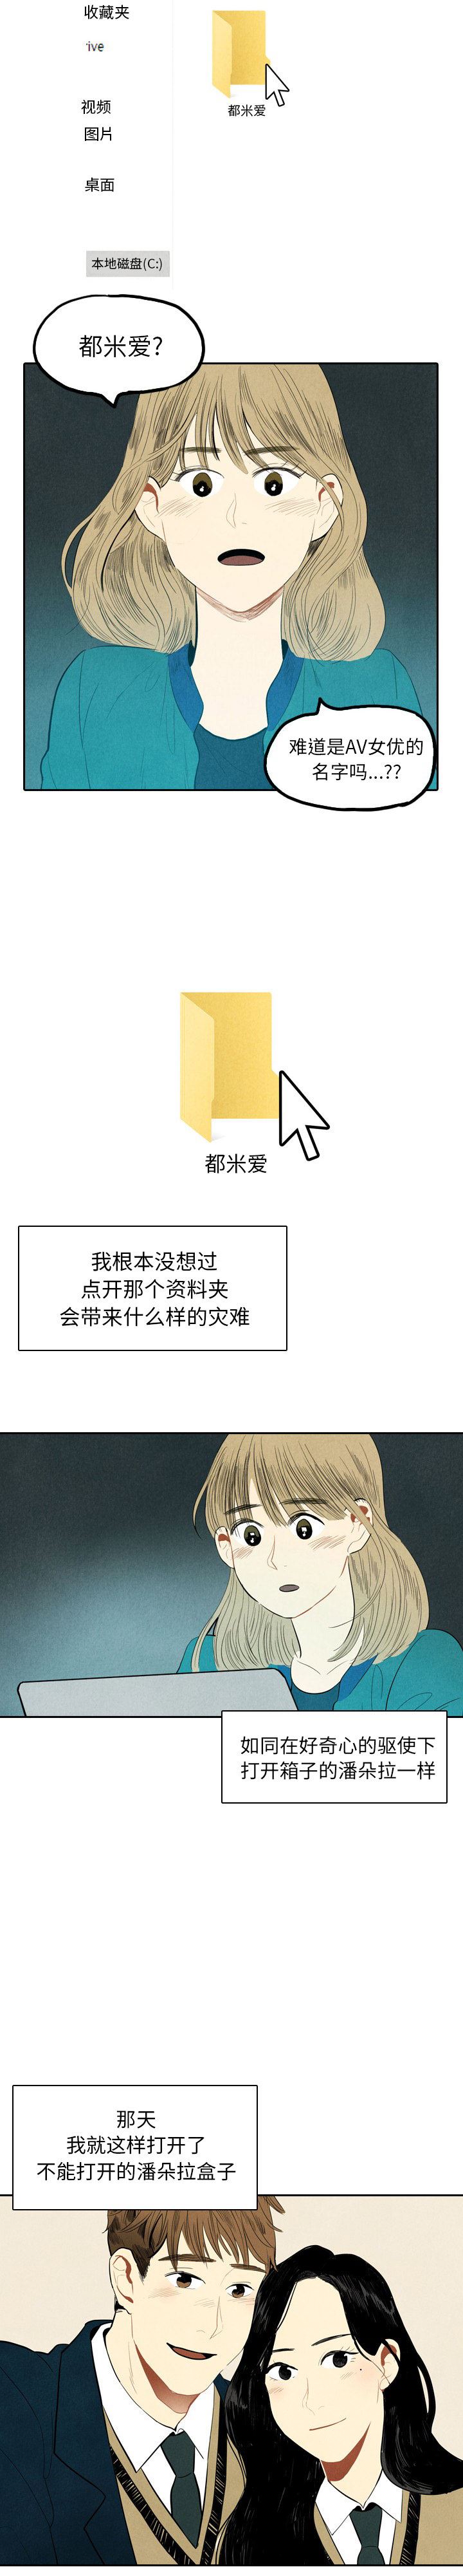 收藏夹
rive
都米爱
视频
图片
桌面
本地磁盘(C:)
都米爱?
难道是AV女优的
名字吗...??
都米爱
我根本没想过
点开那个资料夹
会带来什么样的灾难
如同在好奇心的驱使下
打开箱子的潘朵拉一样
那天
我就这样打开了
不能打开的潘朵拉盒子